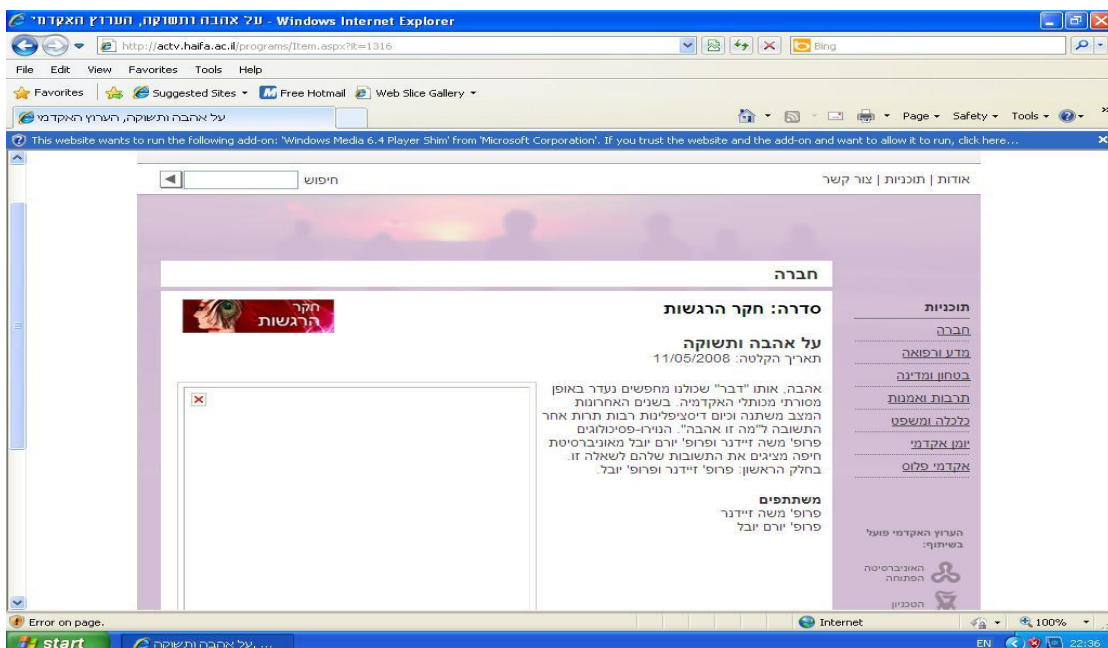 על אהבה ותשוקה, הערוץ האקדמי - Windows Internet Explorer
http://actv.haifa.ac.il/programs/Item.aspx?it=1316
Bing
File Edit View Favorites Tools Help
Favorites Suggested Sites Free Hotmail Web Slice Gallery
על אהבה ותשוקה, הערוץ האקדמי
Page Safety Tools
This website wants to run the following add-on: 'Windows Media 6.4 Player Shim' from 'Microsoft Corporation'. If you trust the website and the add-on and want to allow it to run, click here...
אודות | תוכניות | צור קשר
חיפוש
חברה
תוכניות
חברה
מדע ורפואה
בטחון ומדינה
תרבות ואמנות
כלכלה ומשפט
יומן אקדמי
אקדמי פלוס
הערוץ האקדמי פועל
בשיתוף:
האוניברסיטה
הפתוחה
הטכניון
סדרה: חקר הרגשות
חקר
הרגשות
על אהבה ותשוקה
תאריך הקלטה: 11/05/2008
אהבה, אותו "דבר" שכולנו מחפשים נעדר באופן
מסורתי מכותלי האקדמיה. בשנים האחרונות
המצב משתנה וכיום דיסציפלינות רבות תרות אחר
התשובה ל"מה זו אהבה". הנוירו-פסיכולוגים
פרופ' משה זיידנר ופרופ' יורם יובל מאוניברסיטת
חיפה מציגים את התשובות שלהם לשאלה זו.
בחלק הראשון: פרופ' זיידנר ופרופ' יובל.
משתתפים
פרופ' משה זיידנר
פרופ' יורם יובל
Error on page.
Internet
100%
start
על אהבה ותשוקה, ...
EN
22:36